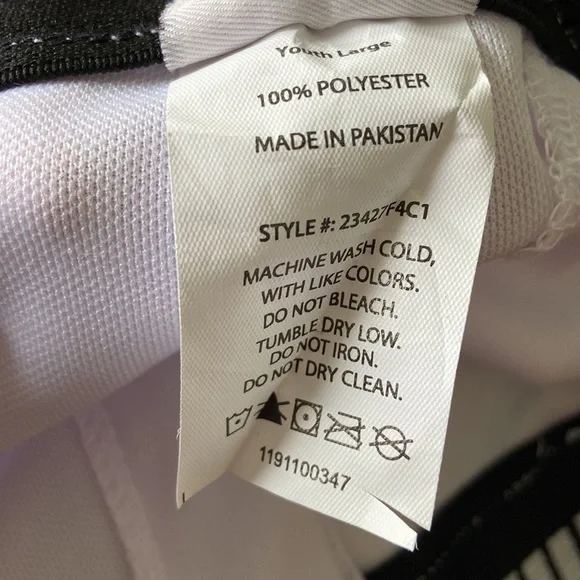 Youth Large
100% POLYESTER
MADE IN PAKISTAN
STYLE #: 23427F4C1
MACHINE WASH COLD,
WITH LIKE COLORS.
DO NOT BLEACH.
TUMBLE DRY LOW.
DO NOT IRON.
DO NOT DRY CLEAN.
1191100347